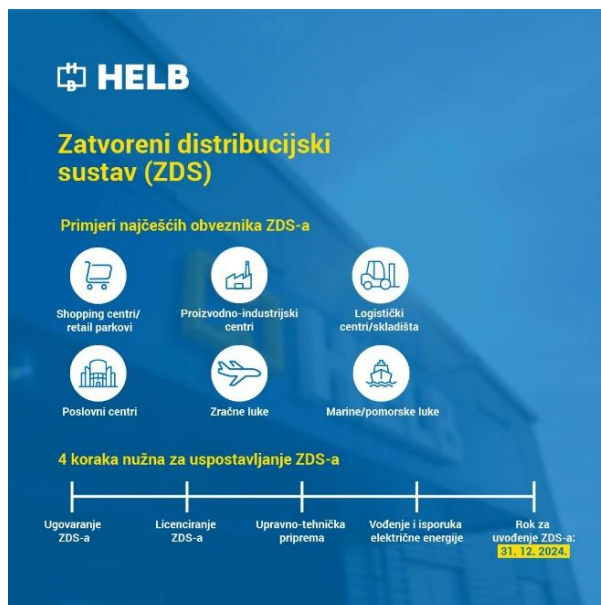 HELB
Zatvoreni distribucijski
sustav (ZDS)
Primjeri najčešćih obveznika ZDS-a
Shopping centri/
retail parkovi
Proizvodno-industrijski
centri
Logistički
centri/skladišta
Poslovni centri
Zračne luke
Marine/pomorske luke
4 koraka nužna za uspostavljanje ZDS-a
Ugovaranje
ZDS-a
Licenciranje
ZDS-a
Upravno-tehnička
priprema
Vođenje i isporuka
električne energije
Rok za
uvođenje ZDS-a:
31. 12. 2024.
HELB